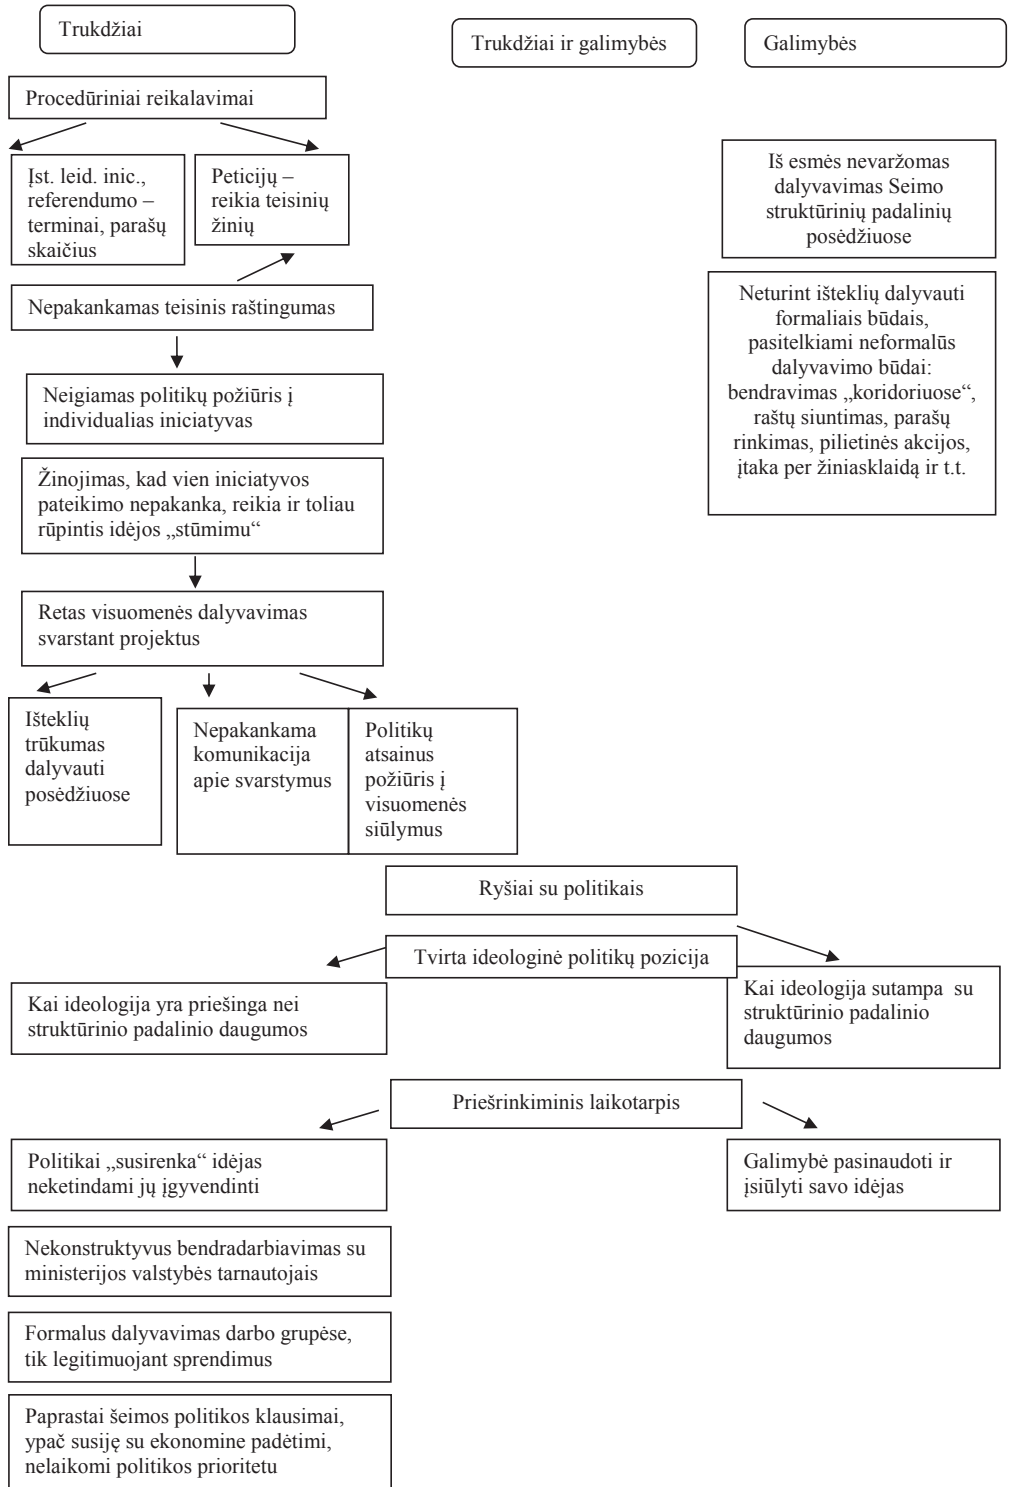 Trukdžiai
Trukdžiai ir galimybės
Galimybės
Procedūriniai reikalavimai
Įst. leid. inic.,
referendumo –
terminai, parašų
skaičius
Peticijų –
reikia teisinių
žinių
Iš esmės nevaržomas
dalyvavimas Seimo
struktūrinių padalinių
posėdžiuose
Nepakankamas teisinis raštingumas
Neturint išteklių dalyvauti
formaliais būdais,
pasitelkiami neformalūs
dalyvavimo būdai:
bendravimas „koridoriuose“,
raštų siuntimas, parašų
rinkimas, pilietinės akcijos,
įtaka per žiniasklaidą ir t.t.
Neigiamas politikų požiūris į
individualias iniciatyvas
Žinojimas, kad vien iniciatyvos
pateikimo nepakanka, reikia ir toliau
rūpintis idėjos „stūmimu“
Retas visuomenės dalyvavimas
svarstant projektus
Išteklių
trūkumas
dalyvauti
posėdžiuose
Nepakankama
komunikacija
apie svarstymus
Politikų
atsainus
požiūris į
visuomenės
siūlymus
Ryšiai su politikais
Tvirta ideologinė politikų pozicija
Kai ideologija yra priešinga nei
struktūrinio padalinio daugumos
Kai ideologija sutampa  su
struktūrinio padalinio
daugumos
Priešrinkiminis laikotarpis
Politikai „susirenka“ idėjas
neketindami jų įgyvendinti
Galimybė pasinaudoti ir
įsiūlyti savo idėjas
Nekonstruktyvus bendradarbiavimas su
ministerijos valstybės tarnautojais
Formalus dalyvavimas darbo grupėse,
tik legitimuojant sprendimus
Paprastai šeimos politikos klausimai,
ypač susiję su ekonomine padėtimi,
nelaikomi politikos prioritetu